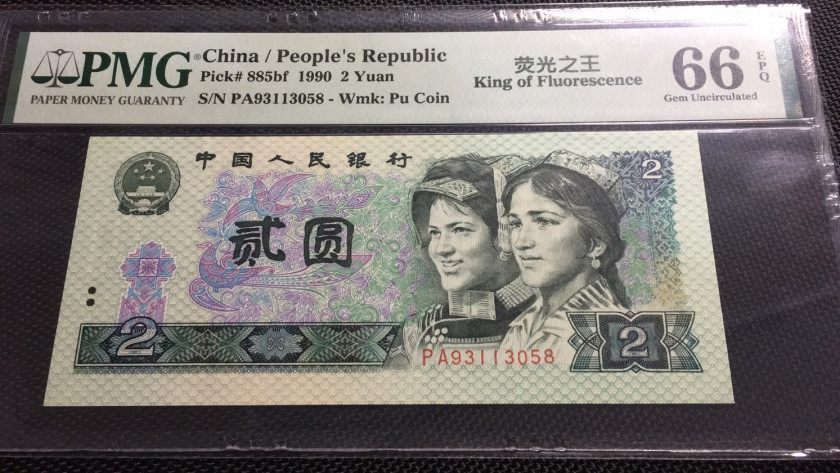 PMG
PAPER MONEY GUARANTY
®China / People's Republic
Pick# 885bf 1990 2 Yuan
S/N PA93113058 - Wmk: Pu Coin
荧光之王
King of Fluorescence
66 EPQ
Gem Uncirculated
中国人民银行
2
贰圆
2
PA93113058
2